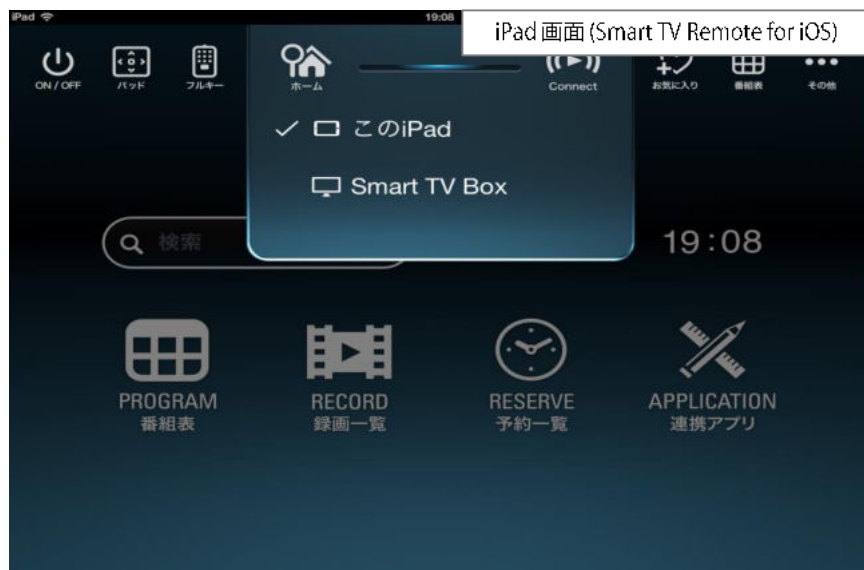 iPad
19:08
iPad 画面 (Smart TV Remote for iOS)
ON / OFF
パッド
フルキー
ホーム
Connect
お気に入り
番組表
その他
このiPad
Smart TV Box
検索
19:08
PROGRAM
番組表
RECORD
録画一覧
RESERVE
予約一覧
APPLICATION
連携アプリ